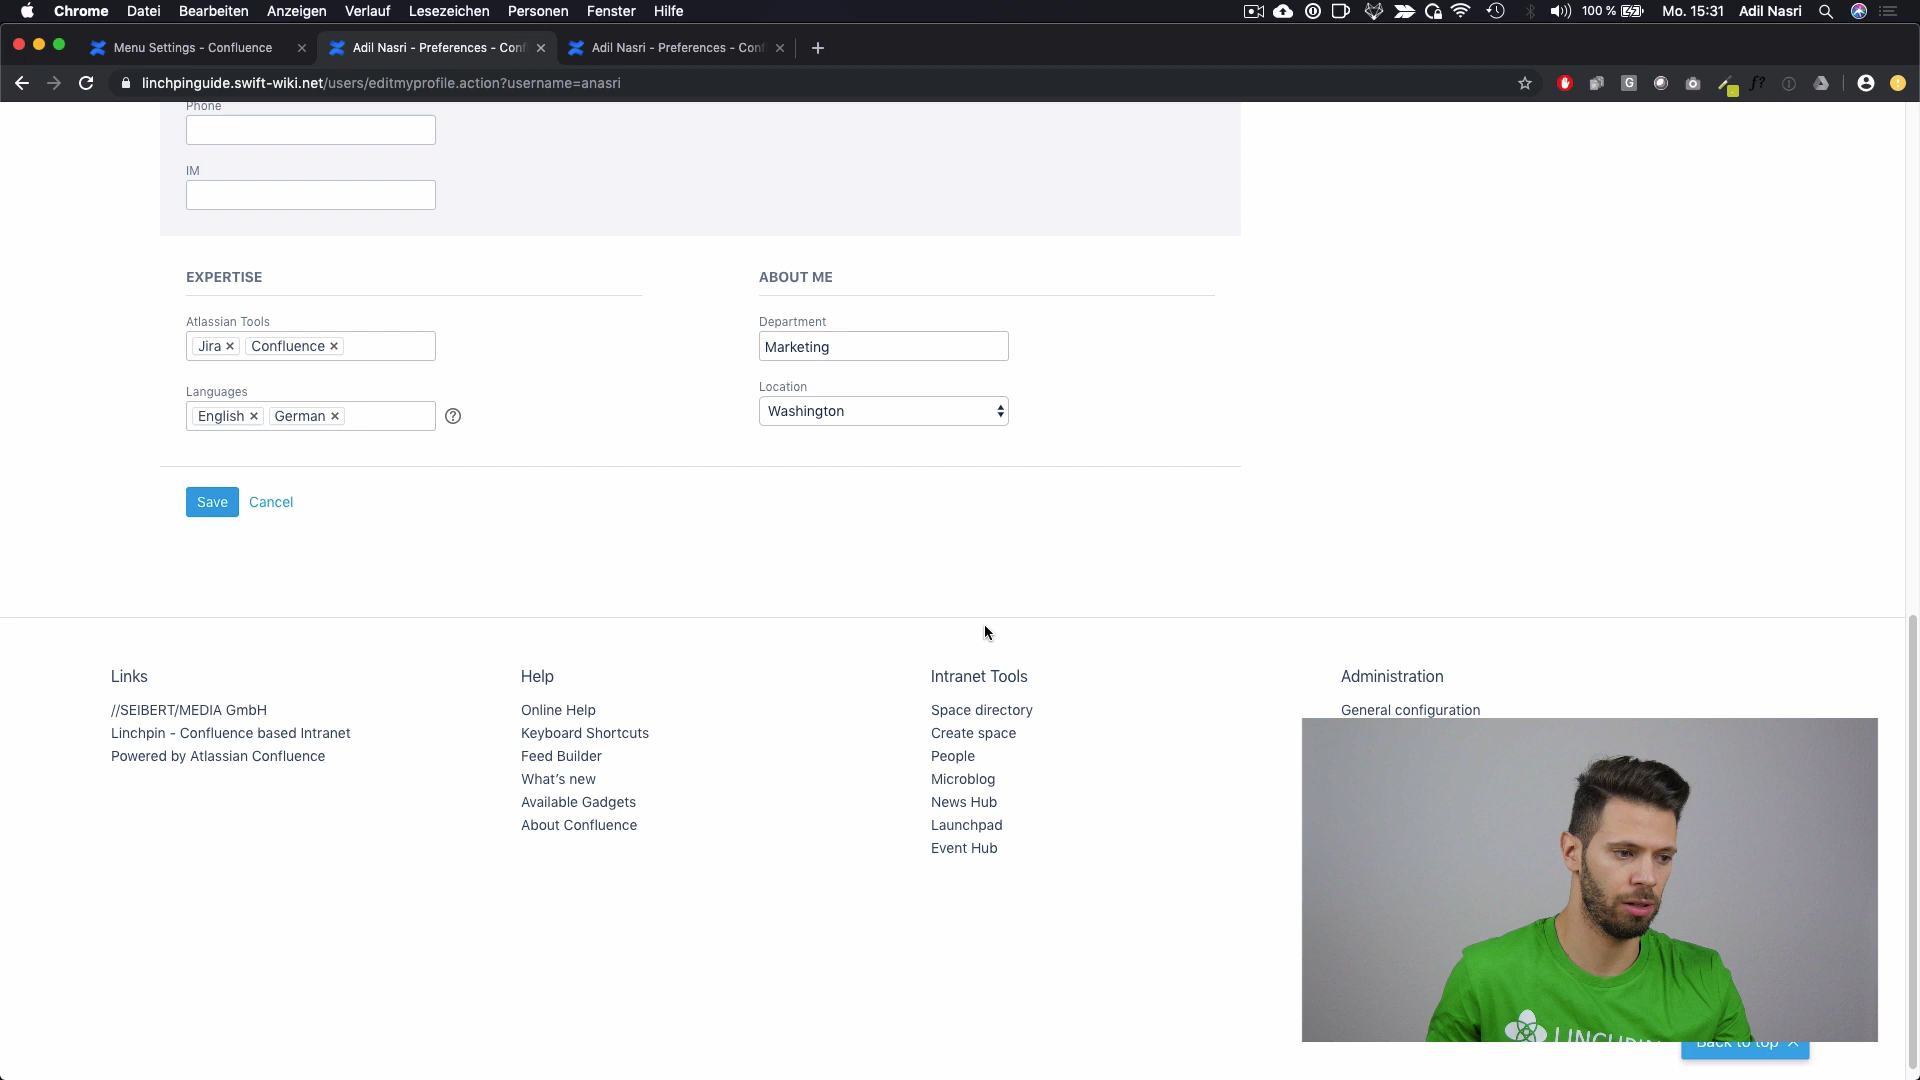 Chrome Datei Bearbeiten Anzeigen Verlauf Lesezeichen Personen Fenster Hilfe 100 % Mo. 15:31 Adil Nasri
Menu Settings - Confluence
Adil Nasri - Preferences - Conf
Adil Nasri - Preferences - Conf
linchpinguide.swift-wiki.net/users/editmyprofile.action?username=anasri
Phone
IM
EXPERTISE
Atlassian Tools
Jira × Confluence ×
Languages
English × German ×
ABOUT ME
Department
Marketing
Location
Washington
Save Cancel
Links
//SEIBERT/MEDIA GmbH
Linchpin - Confluence based Intranet
Powered by Atlassian Confluence
Help
Online Help
Keyboard Shortcuts
Feed Builder
What's new
Available Gadgets
About Confluence
Intranet Tools
Space directory
Create space
People
Microblog
News Hub
Launchpad
Event Hub
Administration
General configuration
Back to top